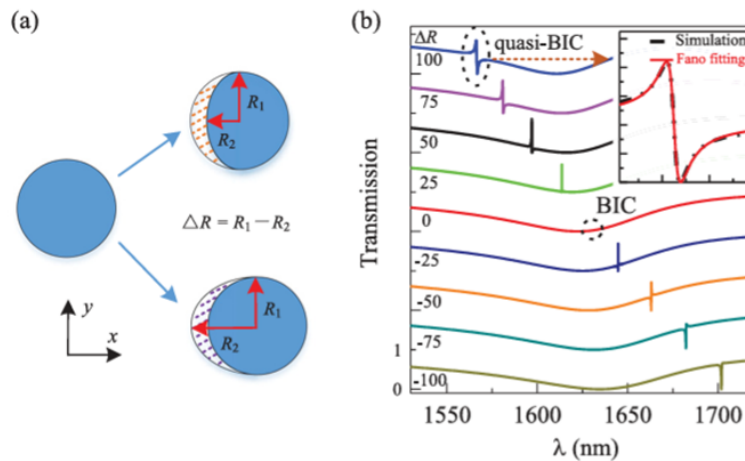 (a)
R₁
R₂
△R = R₁ − R₂
R₁
R₂
y
x
(b)
Transmission
ΔR
100
75
50
25
0
-25
-50
-75
-100
1
0
quasi-BIC
BIC
Simulation
Fano fitting
1550 1600 1650 1700
λ (nm)